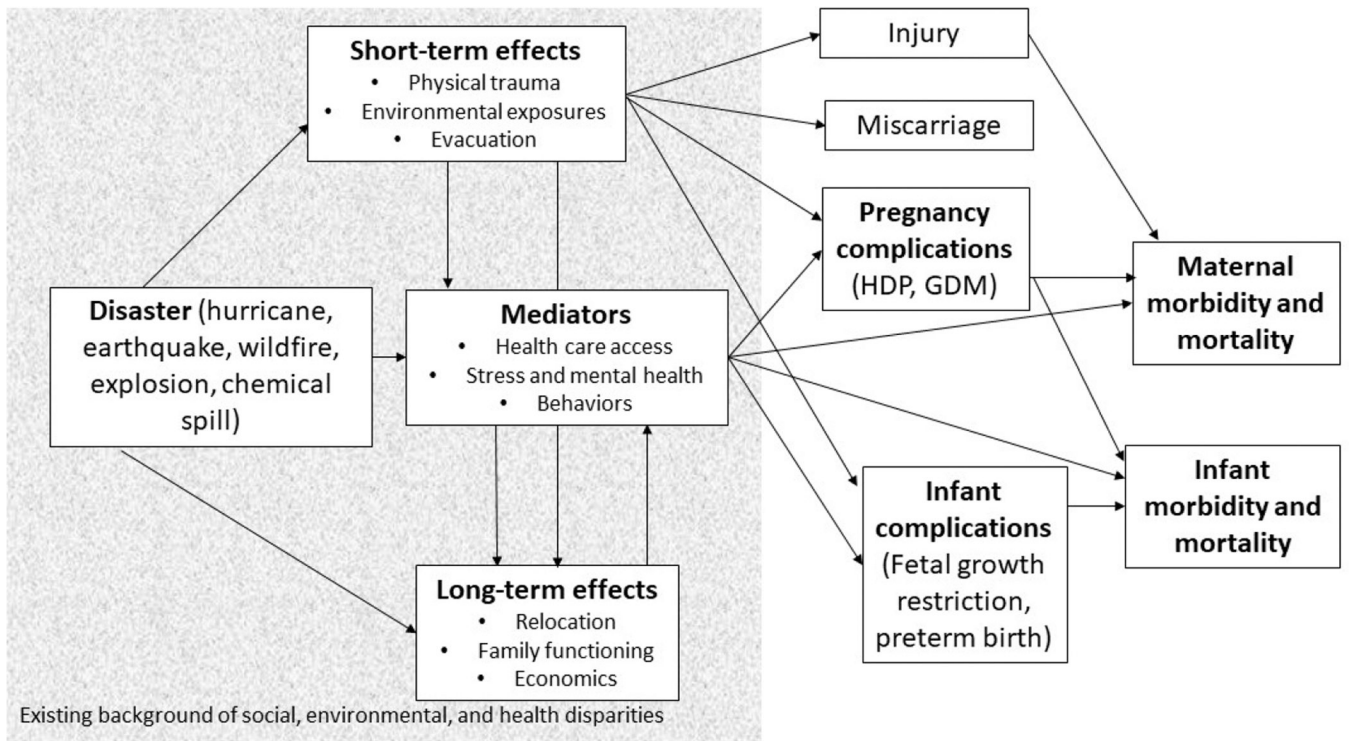 Short-term effects
• Physical trauma
• Environmental exposures
• Evacuation
Injury
Miscarriage
Pregnancy
complications
(HDP, GDM)
Maternal
morbidity and
mortality
Disaster (hurricane,
earthquake, wildfire,
explosion, chemical
spill)
Mediators
• Health care access
• Stress and mental health
• Behaviors
Infant
complications
(Fetal growth
restriction,
preterm birth)
Infant
morbidity and
mortality
Long-term effects
• Relocation
• Family functioning
• Economics
Existing background of social, environmental, and health disparities